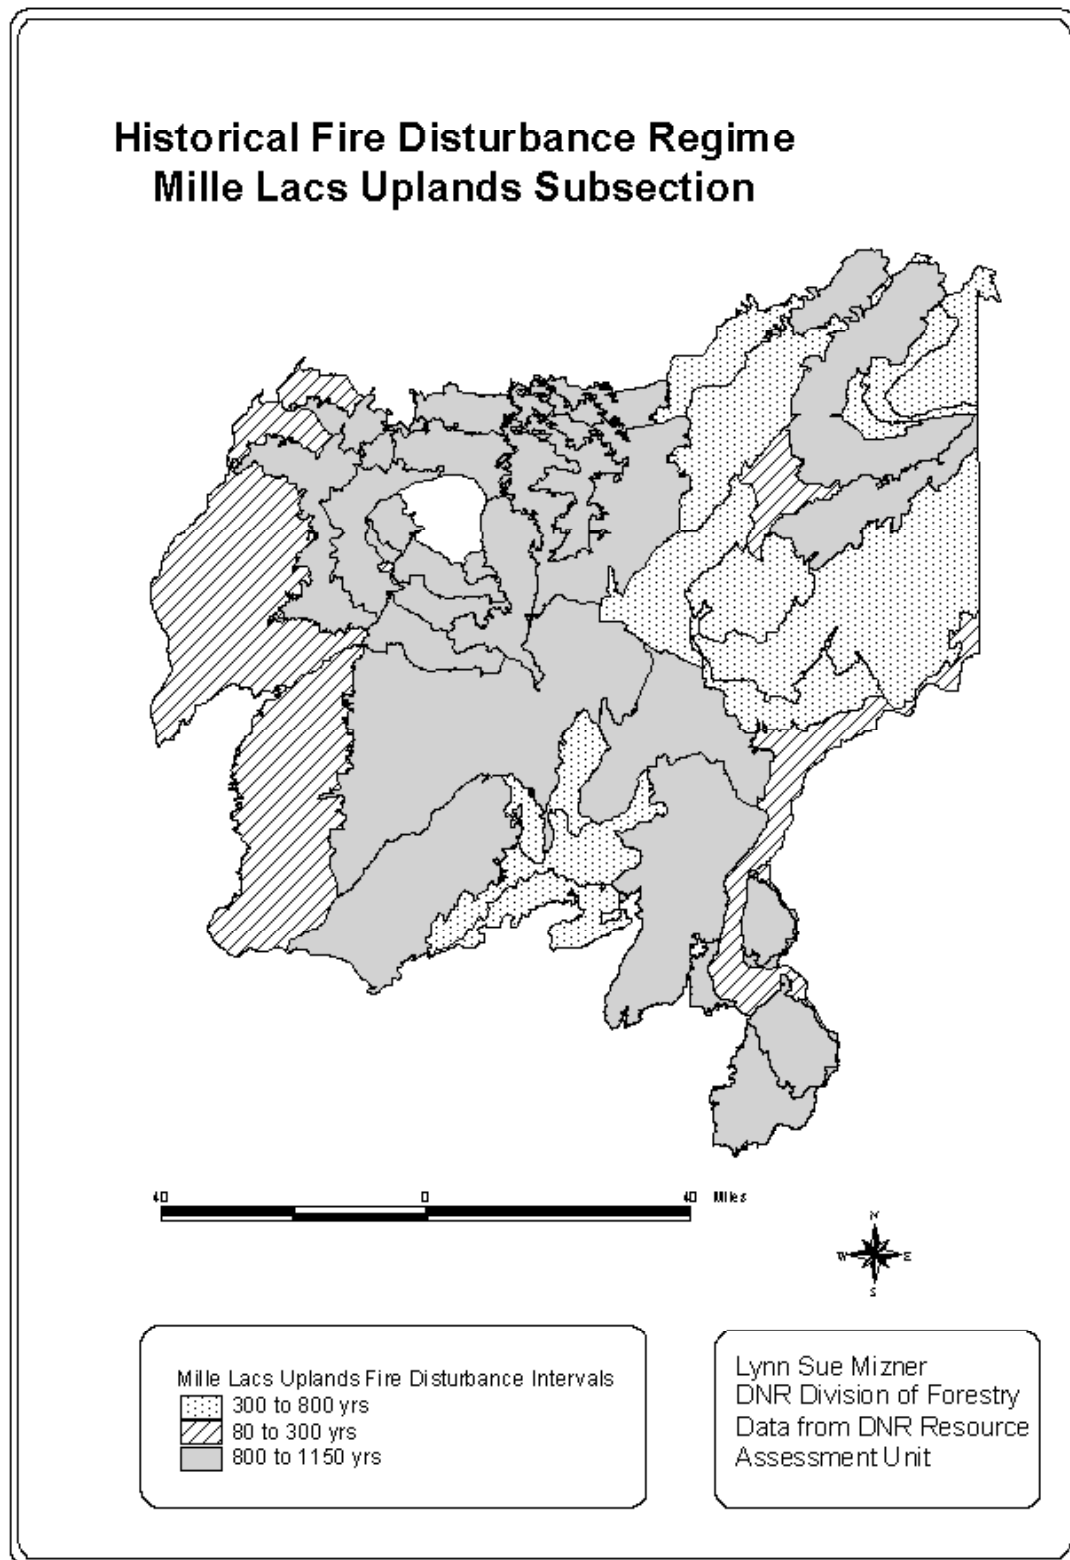 Historical Fire Disturbance Regime
Mille Lacs Uplands Subsection
40 0 40 Miles
N
W E
S
Mille Lacs Uplands Fire Disturbance Intervals
300 to 800 yrs
80 to 300 yrs
800 to 1150 yrs
Lynn Sue Mizner
DNR Division of Forestry
Data from DNR Resource
Assessment Unit